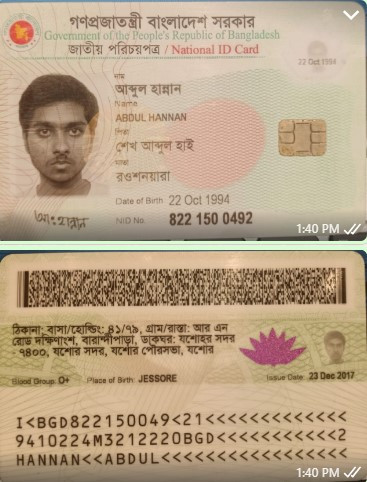 গণপ্রজাতন্ত্রী বাংলাদেশ সরকার
Government of the People's Republic of Bangladesh
জাতীয় পরিচয়পত্র / National ID Card
22 Oct 1994
নাম
আব্দুল হান্নান
Name
ABDUL HANNAN
পিতা
শেখ আব্দুল হাই
মাতা
রওশনয়ারা
Date of Birth 22 Oct 1994
NID No. 822 150 0492
আঃ হান্নান
1:40 PM
ঠিকানা: বাসা/হোল্ডিং: ৪১/৭৯, গ্রাম/রাস্তা: আর এন
রোড দক্ষিণাংশ, বারান্দীপাড়া, ডাকঘর: যশোহর সদর
- ৭৪০০, যশোর সদর, যশোর পৌরসভা, যশোর
Blood Group: O+ Place of Birth: JESSORE Issue Date: 23 Dec 2017
I<BGD822150049<21<<<<<<<<<<<<<
9410224M3212220BGD<<<<<<<<<<<2
HANNAN<<ABDUL<<<<<<<<<<<<<<<<<
1:40 PM